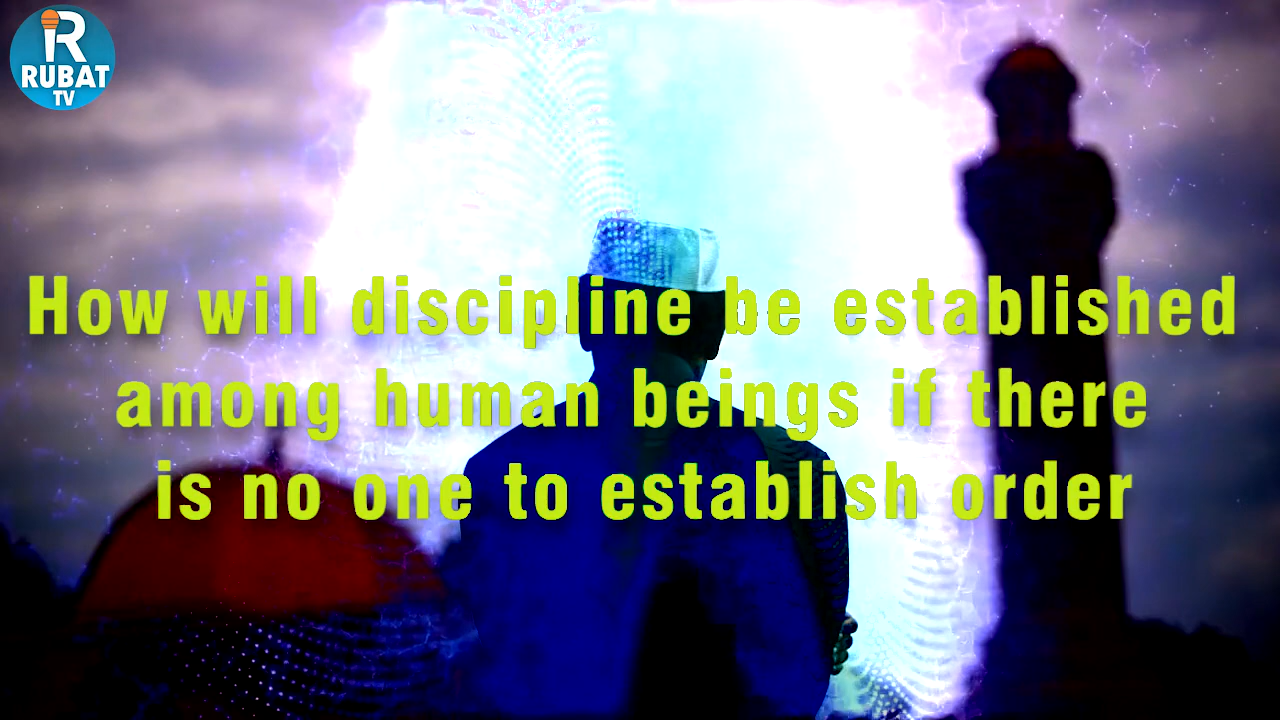 R
RUBAT
TV
How will discipline be established
among human beings if there
is no one to establish order